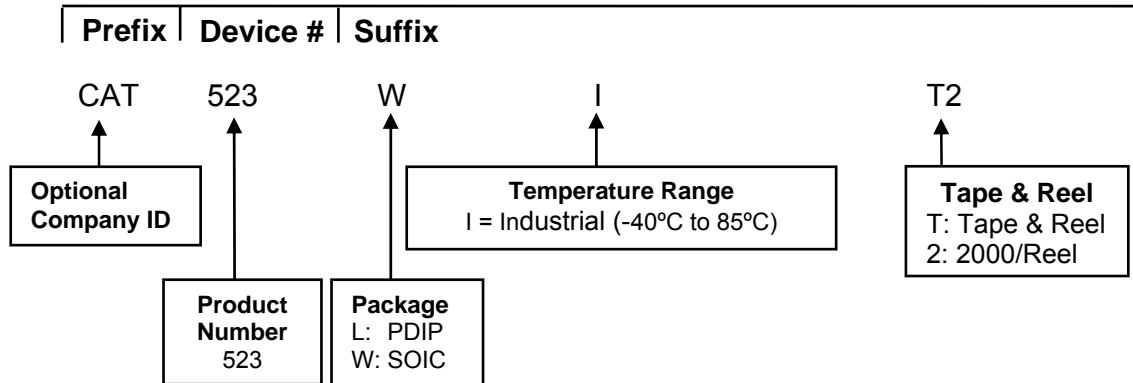 Prefix Device # Suffix
CAT 523 W I T2
Optional
Company ID
Product
Number
523
Package
L: PDIP
W: SOIC
Temperature Range
I = Industrial (-40ºC to 85ºC)
Tape & Reel
T: Tape & Reel
2: 2000/Reel